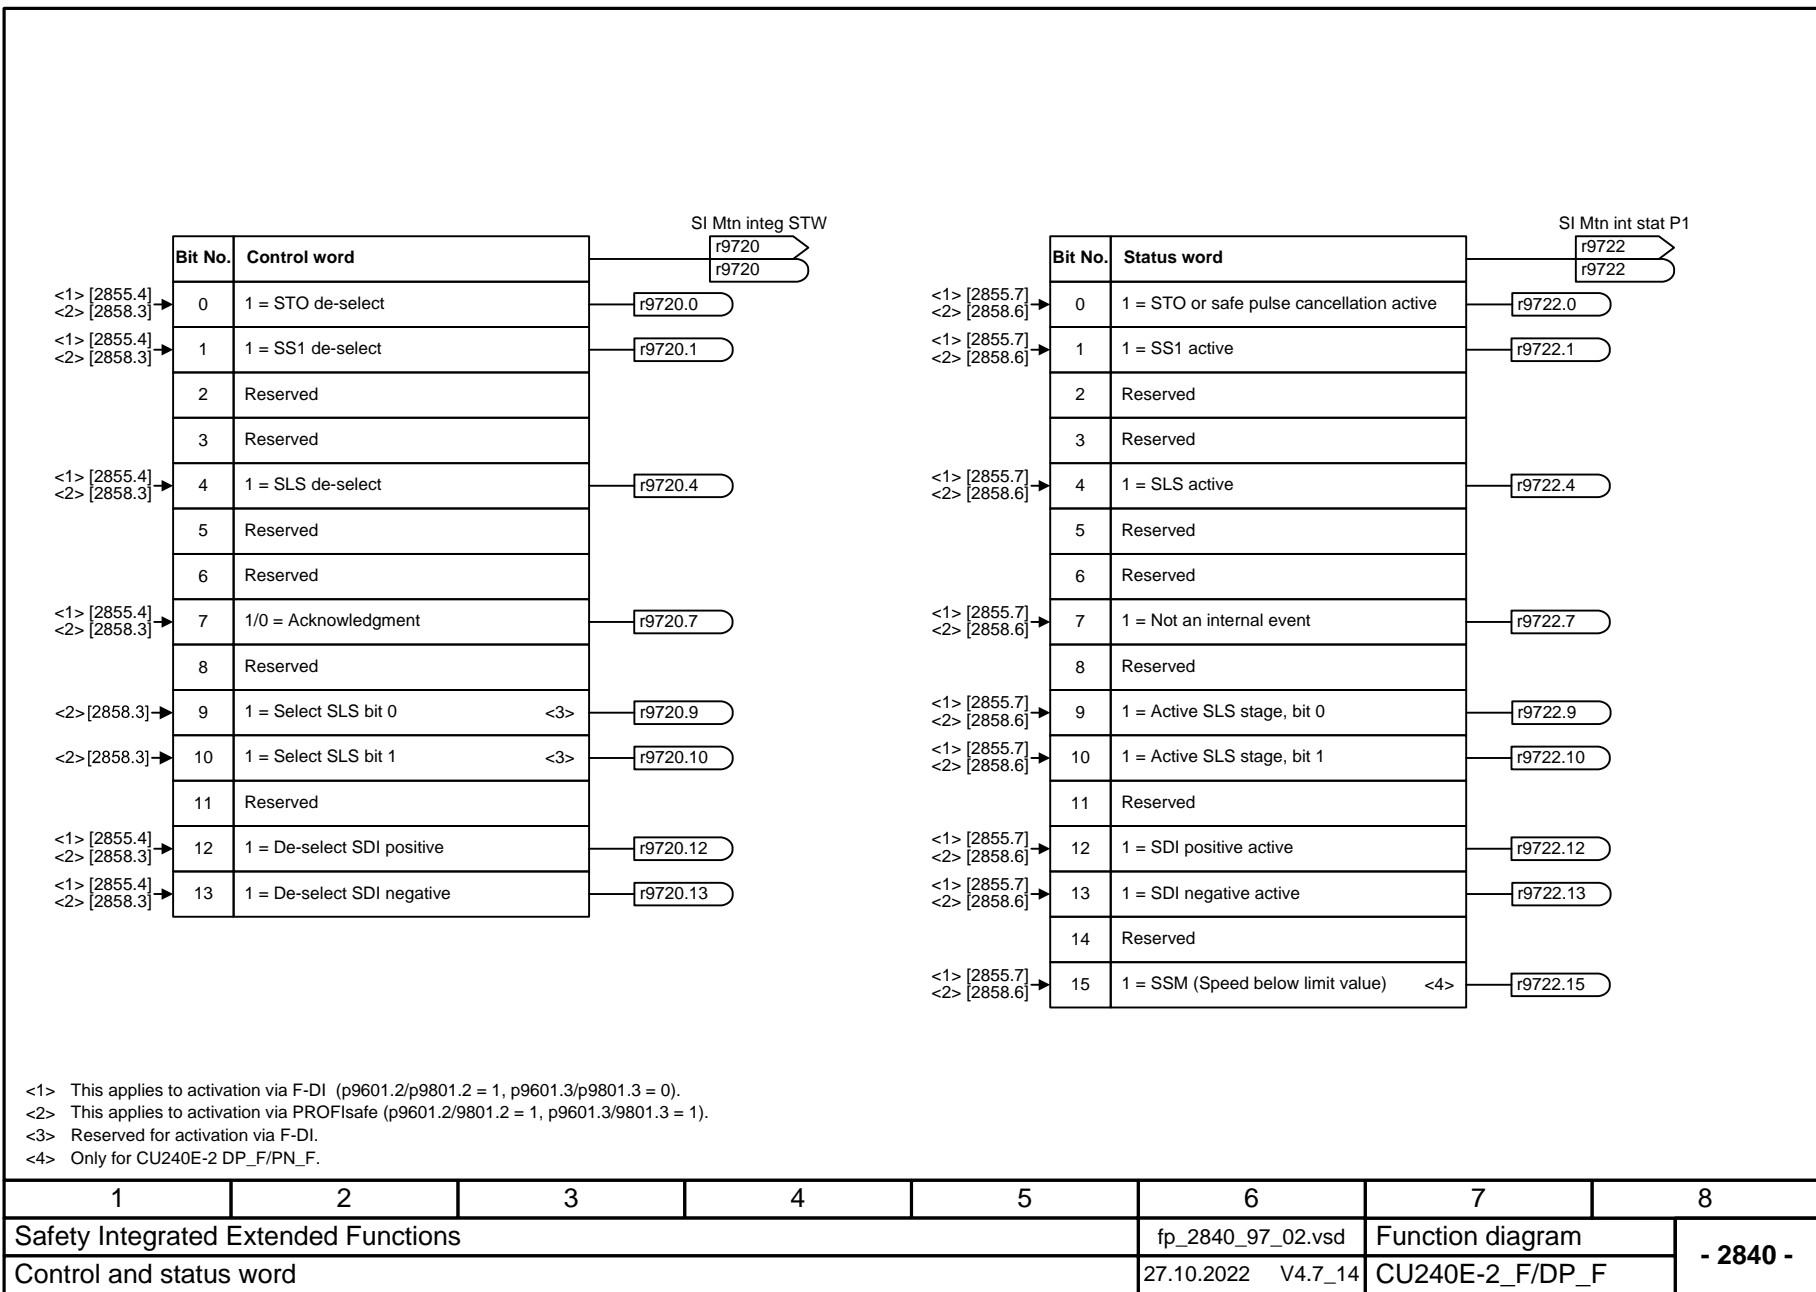 SI Mtn integ STW
Bit No. Control word r9720
r9720
<1> [2855.4]
<2> [2858.3] 0 1 = STO de-select r9720.0
<1> [2855.4]
<2> [2858.3] 1 1 = SS1 de-select r9720.1
2 Reserved
3 Reserved
<1> [2855.4]
<2> [2858.3] 4 1 = SLS de-select r9720.4
5 Reserved
6 Reserved
<1> [2855.4]
<2> [2858.3] 7 1/0 = Acknowledgment r9720.7
8 Reserved
<2>[2858.3] 9 1 = Select SLS bit 0 <3> r9720.9
<2>[2858.3] 10 1 = Select SLS bit 1 <3> r9720.10
11 Reserved
<1> [2855.4]
<2> [2858.3] 12 1 = De-select SDI positive r9720.12
<1> [2855.4]
<2> [2858.3] 13 1 = De-select SDI negative r9720.13
SI Mtn int stat P1
Bit No. Status word r9722
r9722
<1> [2855.7]
<2> [2858.6] 0 1 = STO or safe pulse cancellation active r9722.0
<1> [2855.7]
<2> [2858.6] 1 1 = SS1 active r9722.1
2 Reserved
3 Reserved
<1> [2855.7]
<2> [2858.6] 4 1 = SLS active r9722.4
5 Reserved
6 Reserved
<1> [2855.7]
<2> [2858.6] 7 1 = Not an internal event r9722.7
8 Reserved
<1> [2855.7]
<2> [2858.6] 9 1 = Active SLS stage, bit 0 r9722.9
<1> [2855.7]
<2> [2858.6] 10 1 = Active SLS stage, bit 1 r9722.10
11 Reserved
<1> [2855.7]
<2> [2858.6] 12 1 = SDI positive active r9722.12
<1> [2855.7]
<2> [2858.6] 13 1 = SDI negative active r9722.13
14 Reserved
<1> [2855.7]
<2> [2858.6] 15 1 = SSM (Speed below limit value) <4> r9722.15
<1> This applies to activation via F-DI (p9601.2/p9801.2 = 1, p9601.3/p9801.3 = 0).
<2> This applies to activation via PROFIsafe (p9601.2/9801.2 = 1, p9601.3/9801.3 = 1).
<3> Reserved for activation via F-DI.
<4> Only for CU240E-2 DP_F/PN_F.
1 2 3 4 5 6 7 8
Safety Integrated Extended Functions fp_2840_97_02.vsd Function diagram
- 2840 -
Control and status word 27.10.2022 V4.7_14 CU240E-2_F/DP_F